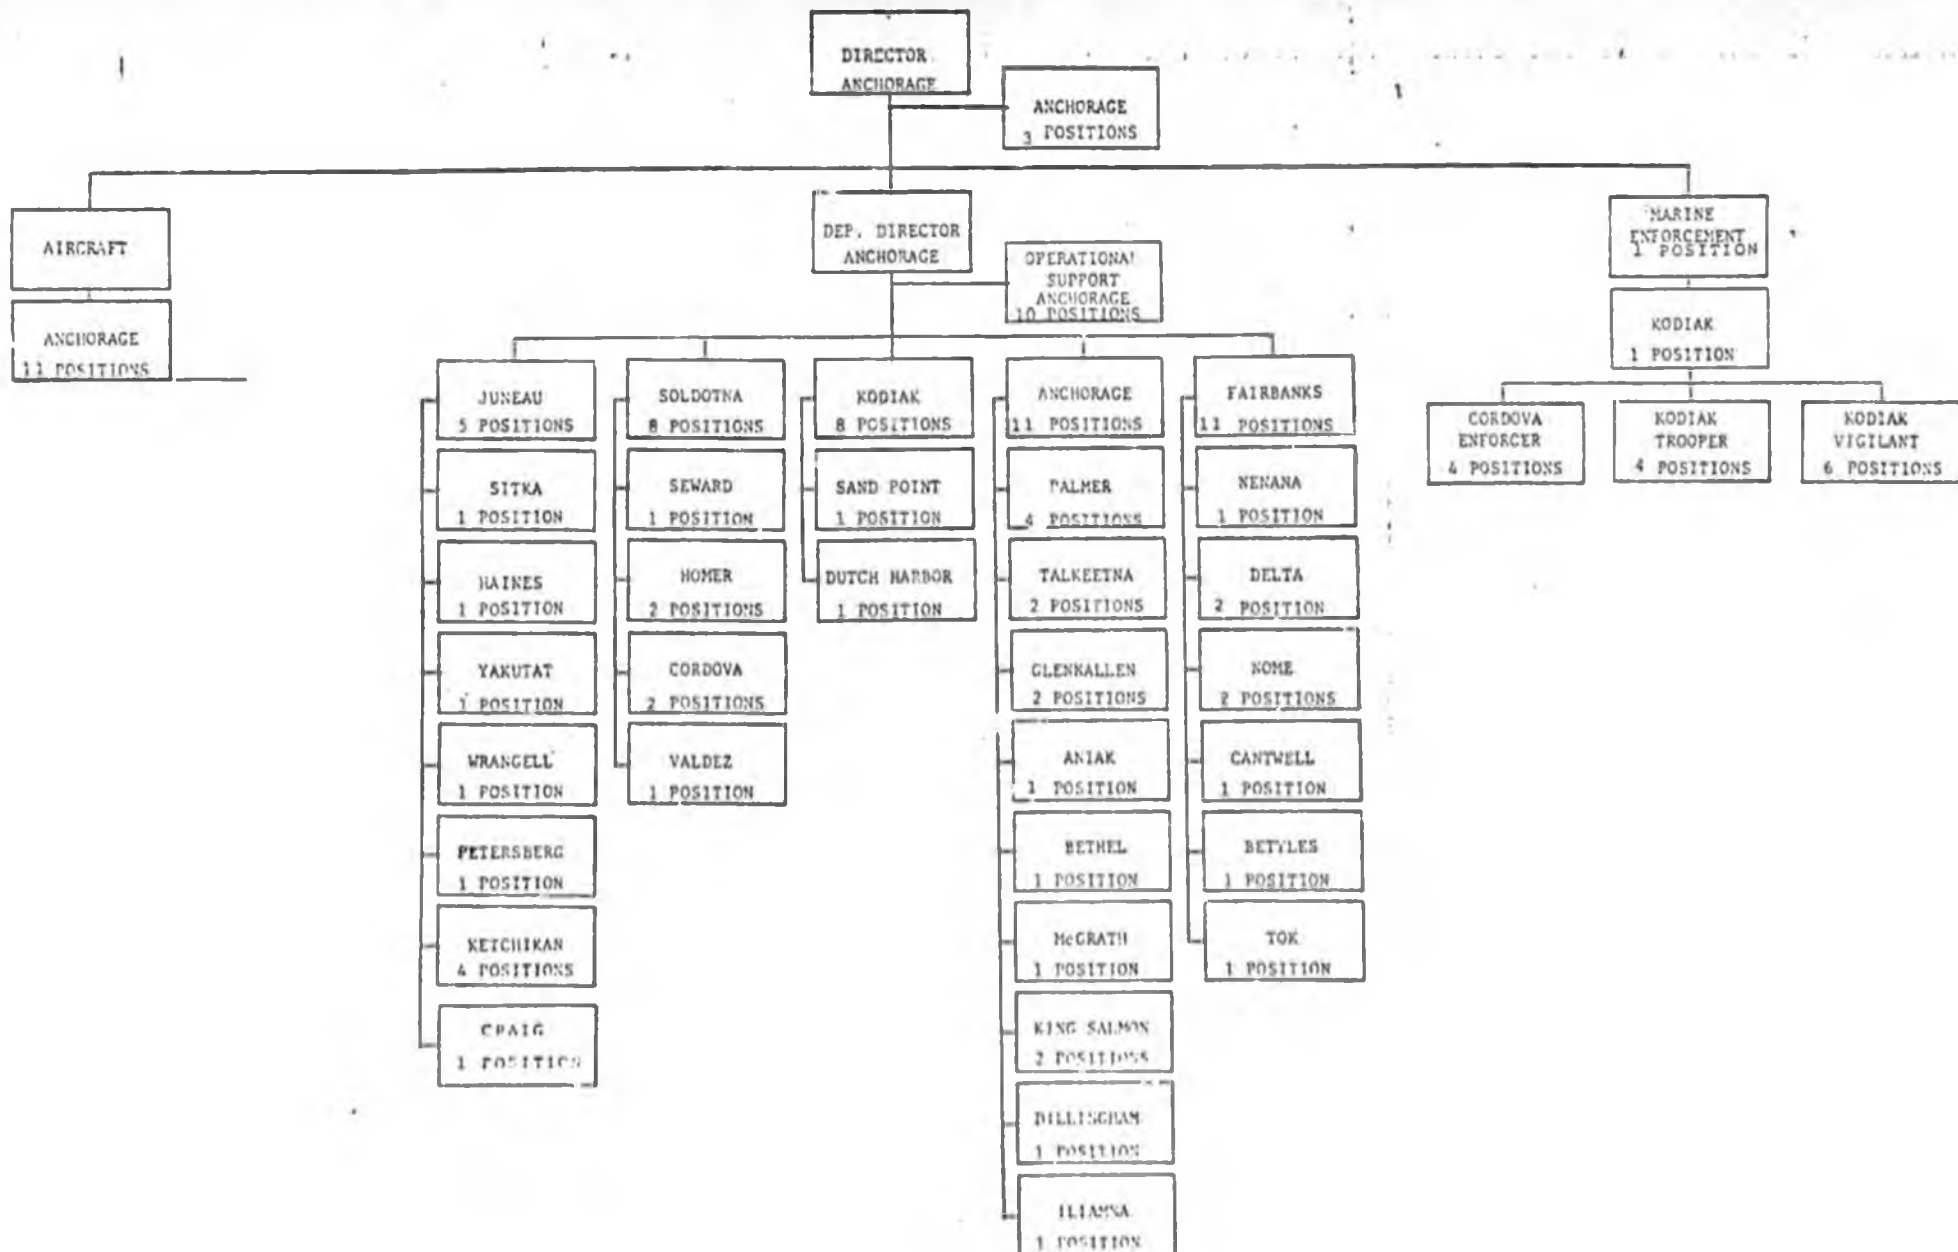 DIRECTOR
ANCHORAGE
ANCHORAGE
3 POSITIONS
AIRCRAFT
ANCHORAGE
11 POSITIONS
DEP. DIRECTOR
ANCHORAGE
OPERATIONAL
SUPPORT
ANCHORAGE
10 POSITIONS
MARINE
ENFORCEMENT
1 POSITION
KODIAK
1 POSITION
CORDOVA
ENFORCER
4 POSITIONS
KODIAK
TROOPER
4 POSITIONS
KODIAK
VIGILANT
6 POSITIONS
JUNEAU
5 POSITIONS
SITKA
1 POSITION
HAINES
1 POSITION
YAKUTAT
1 POSITION
WRANGELL
1 POSITION
PETERSBERG
1 POSITION
KETCHIKAN
4 POSITIONS
CRAIG
1 POSITION
SOLDOTNA
8 POSITIONS
SEWARD
1 POSITION
HOMER
2 POSITIONS
CORDOVA
2 POSITIONS
VALDEZ
1 POSITION
KODIAK
8 POSITIONS
SAND POINT
1 POSITION
DUTCH HARBOR
1 POSITION
ANCHORAGE
11 POSITIONS
PALMER
4 POSITIONS
TALKEETNA
2 POSITIONS
GLENKALLEN
2 POSITIONS
ANIAK
1 POSITION
BETHEL
1 POSITION
McGRATH
1 POSITION
KING SALMON
2 POSITIONS
DILLINGHAM
1 POSITION
ILIAMNA
1 POSITION
FAIRBANKS
11 POSITIONS
NENANA
1 POSITION
DELTA
2 POSITION
NOME
2 POSITIONS
CANTWELL
1 POSITION
BETTLES
1 POSITION
TOK
1 POSITION